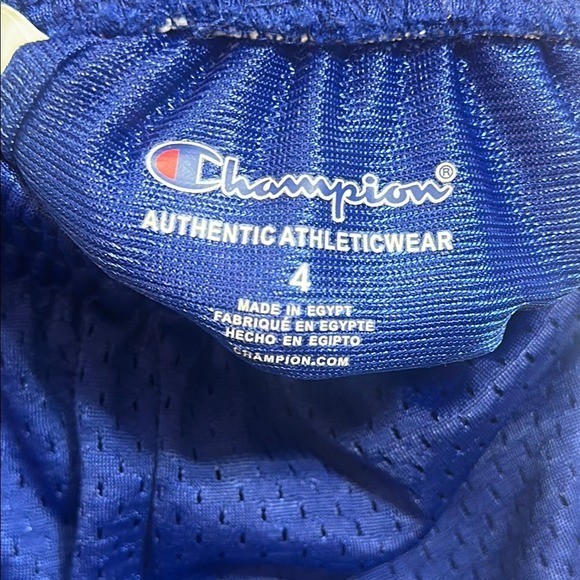 Champion®
AUTHENTIC ATHLETICWEAR
4
MADE IN EGYPT
FABRIQUÉ EN EGYPTE
HECHO EN EGIPTO
CHAMPION.COM